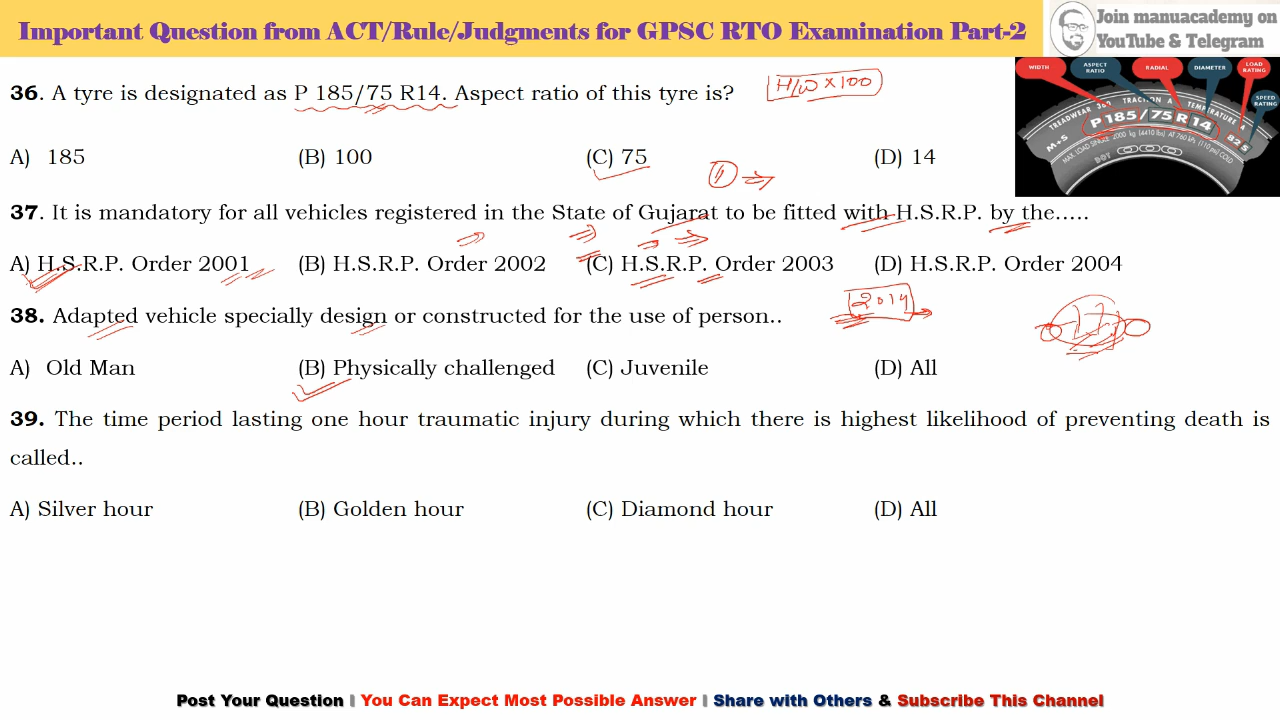 Important Question from ACT/Rule/Judgments for GPSC RTO Examination Part-2
Join manuacademy on
YouTube & Telegram
36. A tyre is designated as P 185/75 R14. Aspect ratio of this tyre is?
H/W × 100
A) 185 (B) 100 (C) 75 (D) 14
WIDTH
ASPECT RATIO
RADIAL
DIAMETER
LOAD RATING
SPEED RATING
TREADWEAR 360 TRACTION A TEMPERATURE A
M+S P 185/75 R 14 82 S
37. It is mandatory for all vehicles registered in the State of Gujarat to be fitted with H.S.R.P. by the.....
A) H.S.R.P. Order 2001 (B) H.S.R.P. Order 2002 (C) H.S.R.P. Order 2003 (D) H.S.R.P. Order 2004
38. Adapted vehicle specially design or constructed for the use of person..
2014
A) Old Man (B) Physically challenged (C) Juvenile (D) All
39. The time period lasting one hour traumatic injury during which there is highest likelihood of preventing death is
called..
A) Silver hour (B) Golden hour (C) Diamond hour (D) All
Post Your Question | You Can Expect Most Possible Answer | Share with Others & Subscribe This Channel